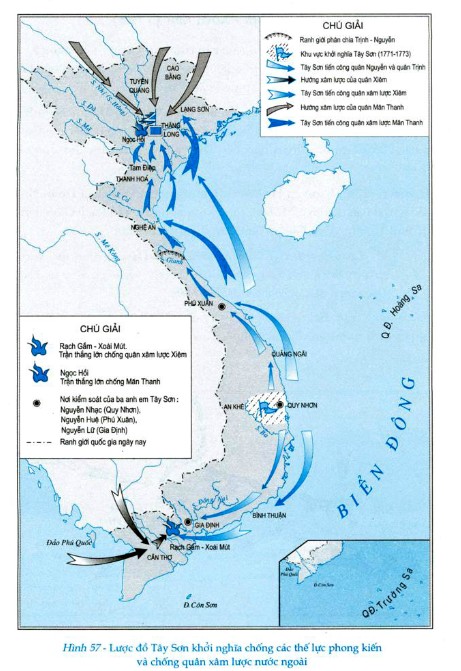 CHÚ GIẢI
Ranh giới phân chia Trịnh - Nguyễn
Khu vực khởi nghĩa Tây Sơn (1771-1773)
Tây Sơn tiến công quân Nguyễn và quân Trịnh
Hướng xâm lược của quân Xiêm
Tây Sơn tiến công quân xâm lược Xiêm
Hướng xâm lược của quân Mãn Thanh
Tây Sơn tiến công quân xâm lược Mãn Thanh
CAO BẰNG
TUYÊN QUANG
S. Nhị (S. Hồng)
LẠNG SƠN
S. Đà
THĂNG LONG
S. Mã
Ngọc Hồi
Tam Điệp
THANH HOÁ
S. Cả
NGHỆ AN
S. Mê Kông
S. Gianh
PHÚ XUÂN
QĐ. Hoàng Sa
CHÚ GIẢI
Rạch Gầm - Xoài Mút.
Trận thắng lớn chống quân xâm lược Xiêm
Ngọc Hồi
Trận thắng lớn chống Mãn Thanh
Nơi kiểm soát của ba anh em Tây Sơn :
Nguyễn Nhạc (Quy Nhơn),
Nguyễn Huệ (Phú Xuân),
Nguyễn Lữ (Gia Định)
Ranh giới quốc gia ngày nay
QUẢNG NGÃI
AN KHÊ
QUY NHƠN
S. Ba
BIỂN ĐÔNG
Đồng Nai
BÌNH THUẬN
GIA ĐỊNH
Đảo Phú Quốc
Rạch Gầm - Xoài Mút
CẦN THƠ
Đ.Côn Sơn
Đảo
Phú Quốc
Đ.Côn Sơn
QĐ.Trường Sa
Hình 57 - Lược đồ Tây Sơn khởi nghĩa chống các thế lực phong kiến
và chống quân xâm lược nước ngoài